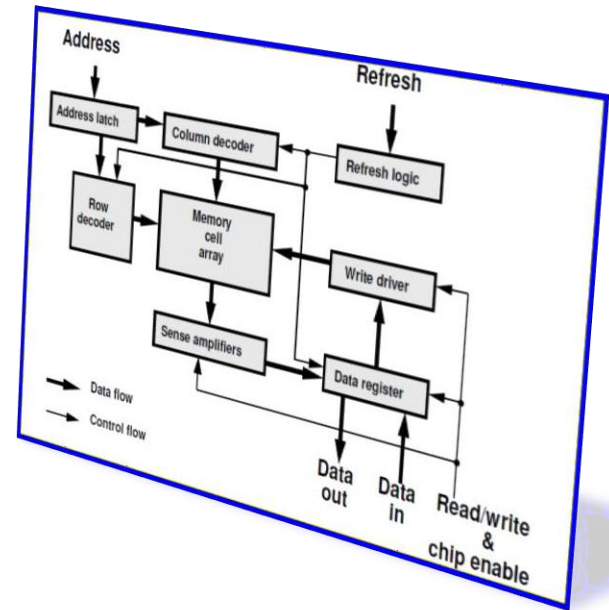 Address
Refresh
Address latch
Column decoder
Refresh logic
Row
decoder
Memory
cell
array
Write driver
Sense amplifiers
Data register
Data flow
Control flow
Data
out
Data
in
Read/write
&
chip enable